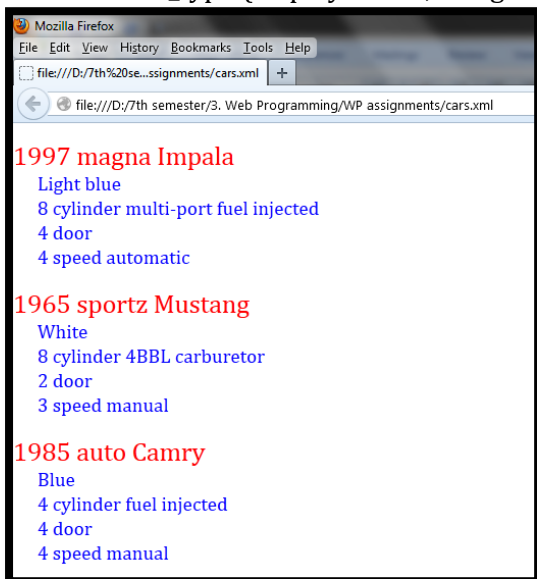 Mozilla Firefox
File Edit View History Bookmarks Tools Help
file:///D:/7th%20se...ssignments/cars.xml +
file:///D:/7th semester/3. Web Programming/WP assignments/cars.xml
1997 magna Impala
Light blue
8 cylinder multi-port fuel injected
4 door
4 speed automatic
1965 sportz Mustang
White
8 cylinder 4BBL carburetor
2 door
3 speed manual
1985 auto Camry
Blue
4 cylinder fuel injected
4 door
4 speed manual